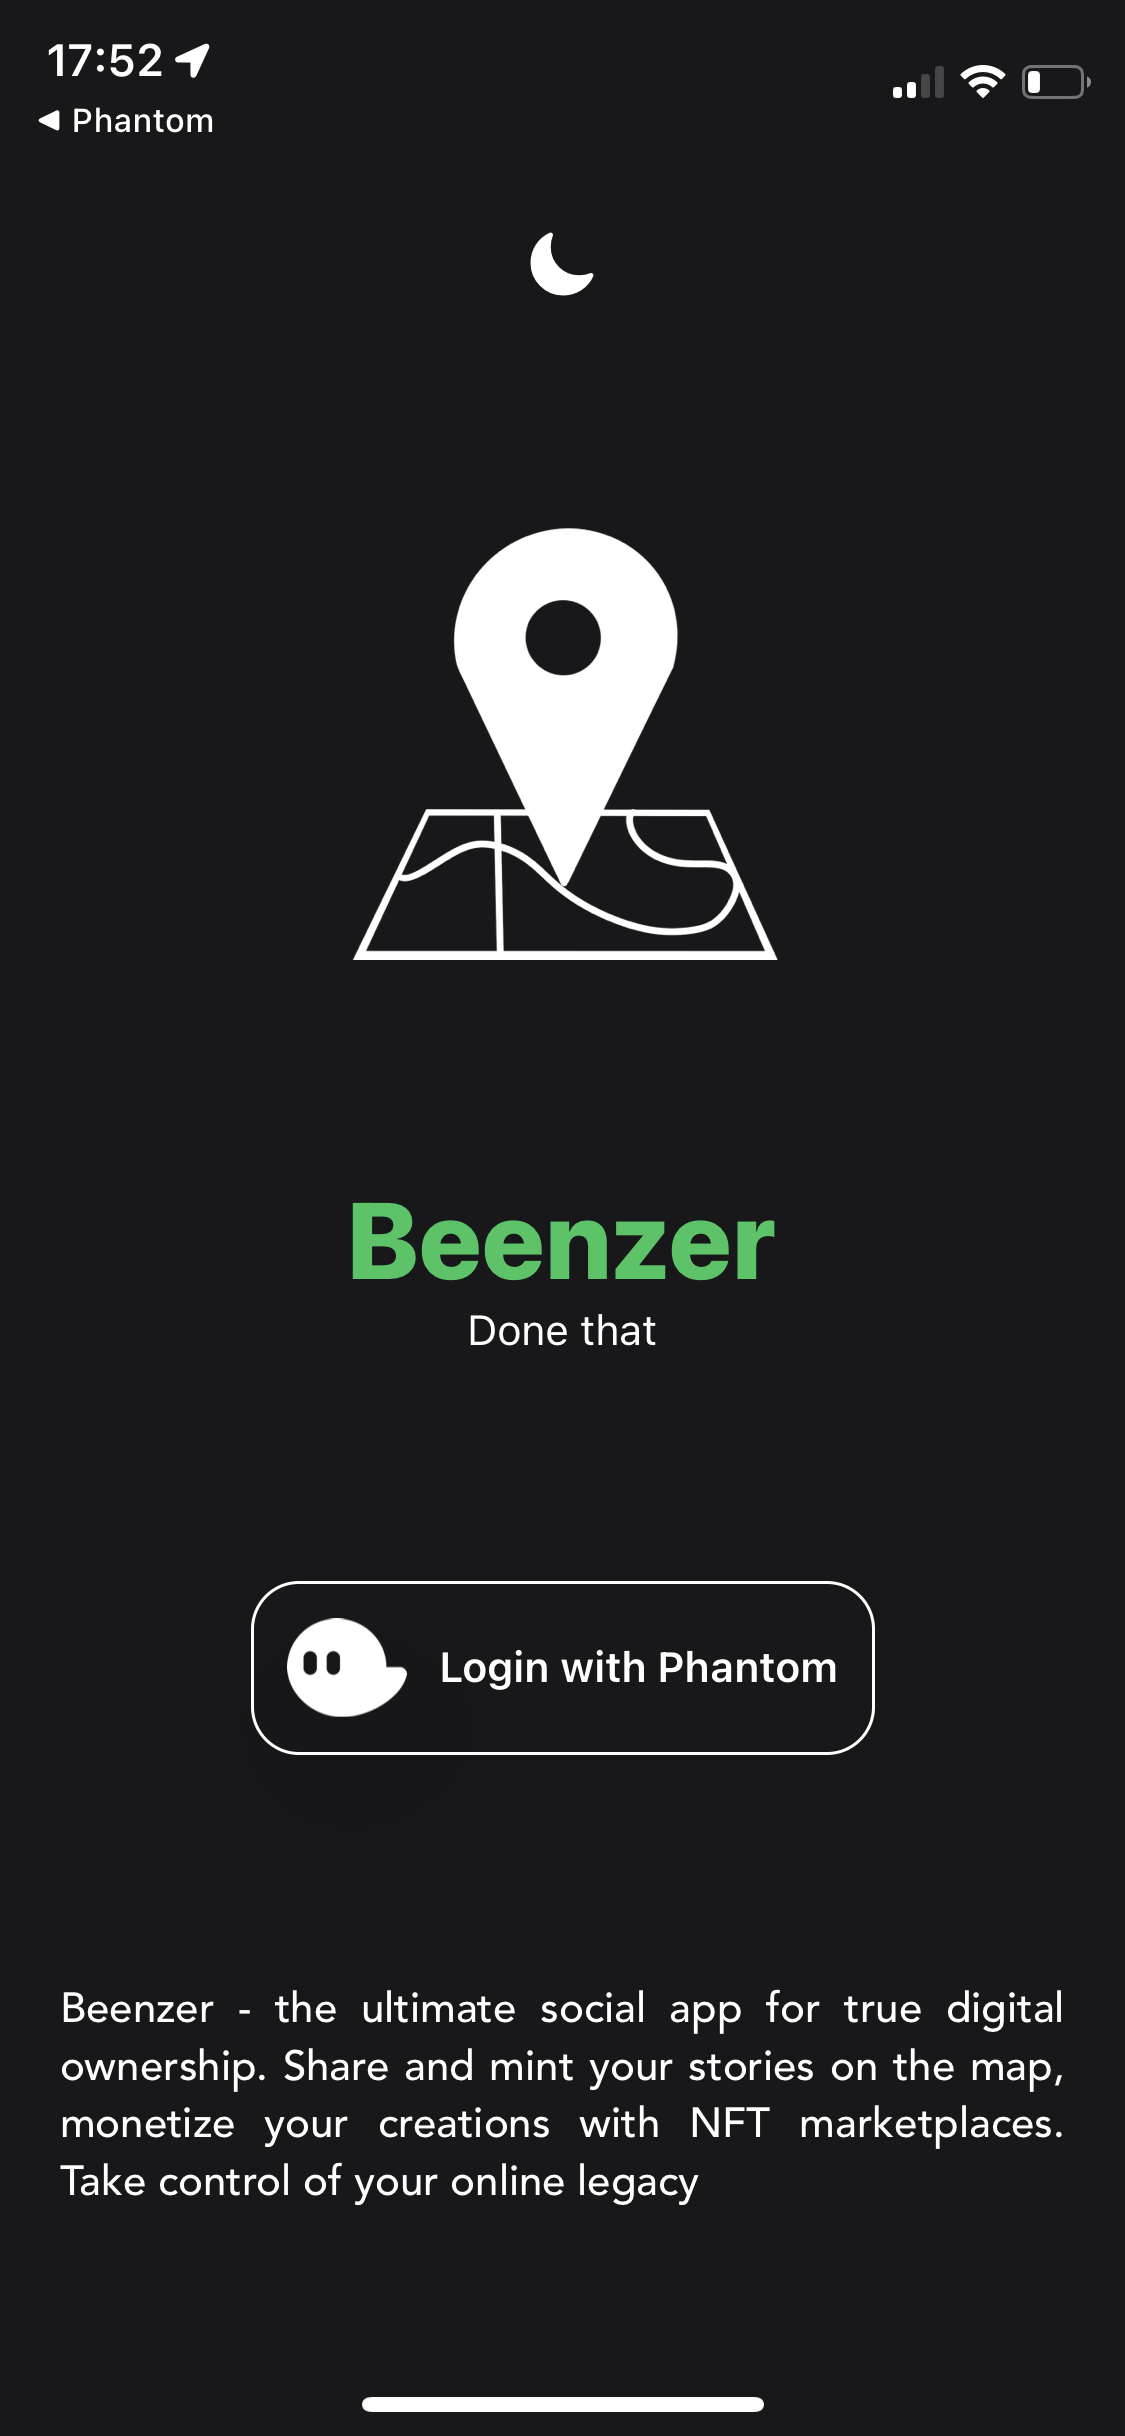 17:52
Phantom
Beenzer
Done that
Login with Phantom
Beenzer - the ultimate social app for true digital
ownership. Share and mint your stories on the map,
monetize your creations with NFT marketplaces.
Take control of your online legacy